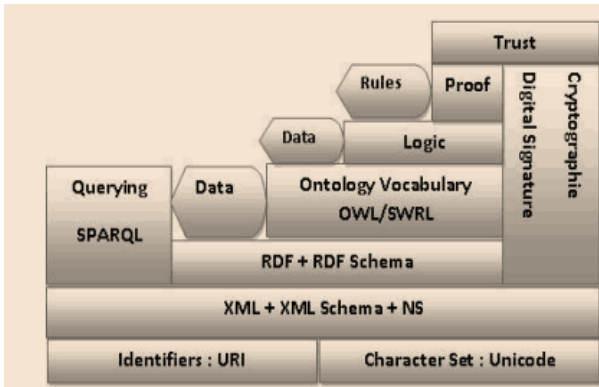 Trust
Rules
Proof
Digital Signature
Cryptographie
Data
Logic
Querying
SPARQL
Data
Ontology Vocabulary
OWL/SWRL
RDF + RDF Schema
XML + XML Schema + NS
Identifiers : URI
Character Set : Unicode